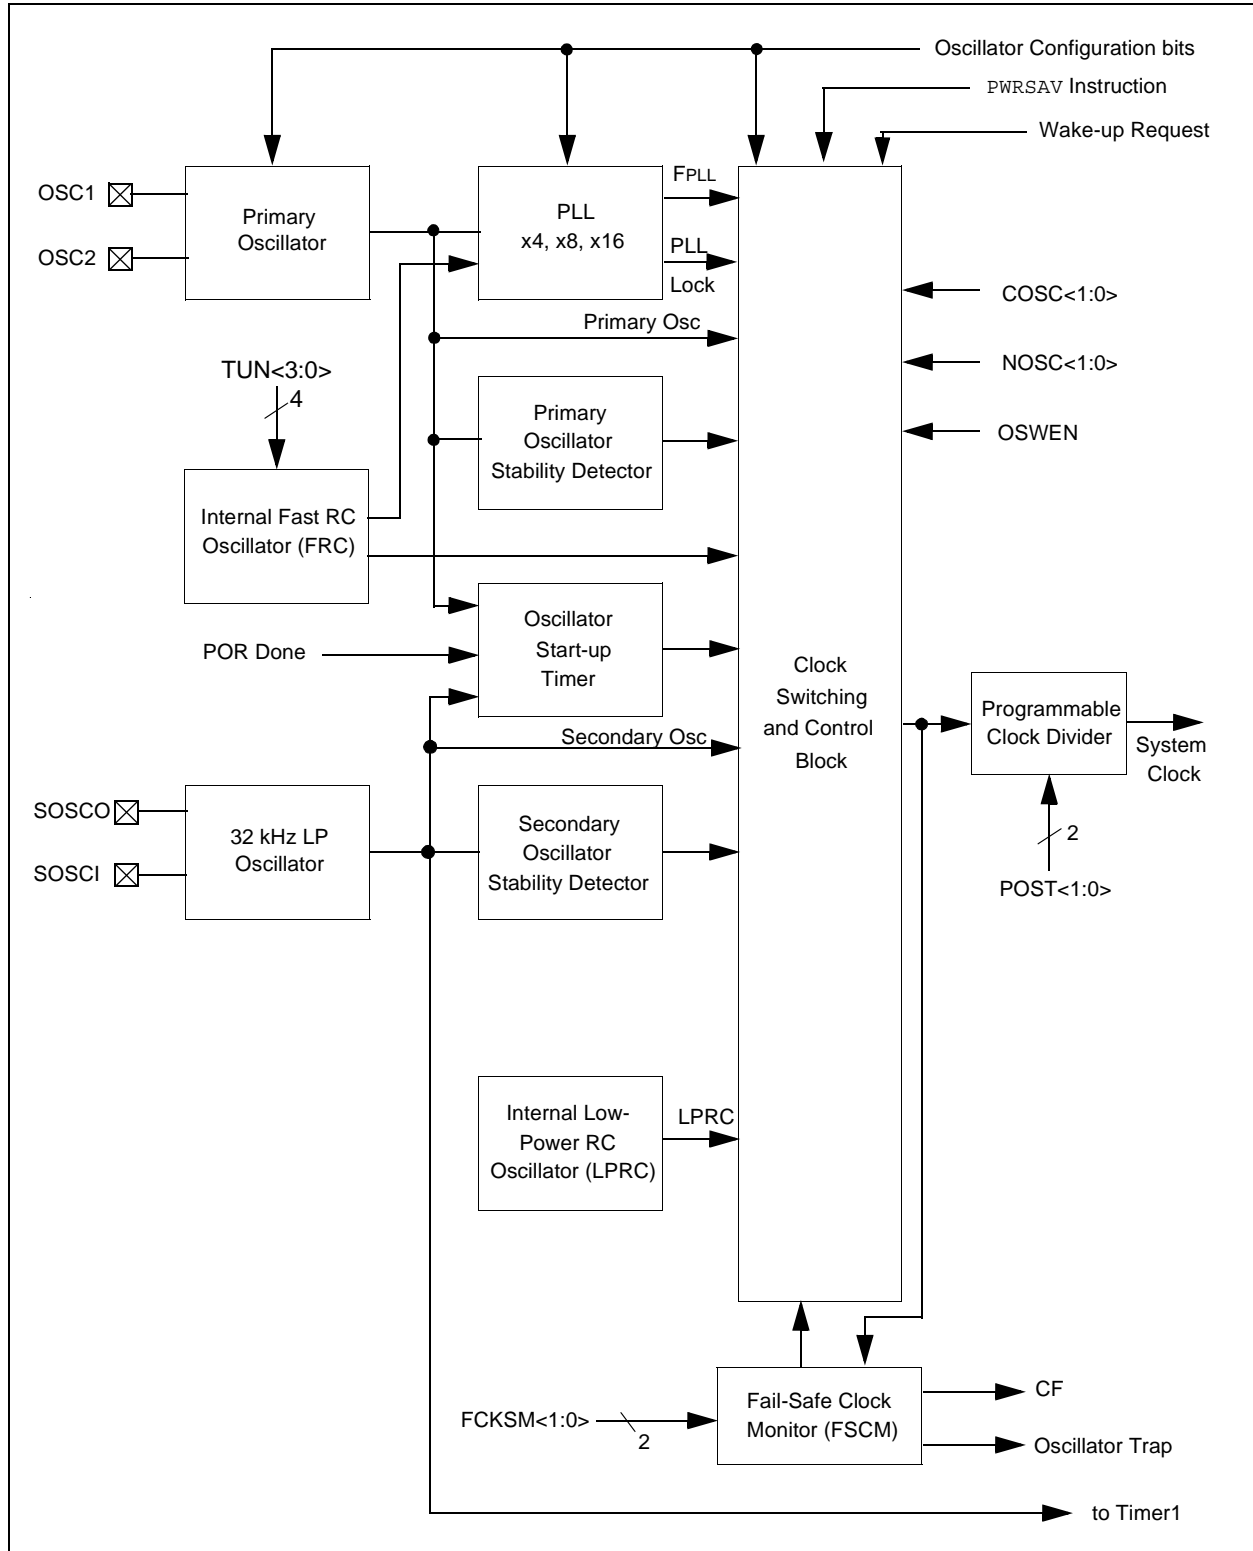 Oscillator Configuration bits
PWRSAV Instruction
Wake-up Request
OSC1
OSC2
Primary
Oscillator
PLL
x4, x8, x16
FPLL
PLL
Lock
COSC<1:0>
Primary Osc
NOSC<1:0>
TUN<3:0>
4
Primary
Oscillator
Stability Detector
OSWEN
Internal Fast RC
Oscillator (FRC)
Oscillator
Start-up
Timer
POR Done
Clock
Switching
and Control
Block
Programmable
Clock Divider
System
Clock
Secondary Osc
SOSCO
SOSCI
32 kHz LP
Oscillator
Secondary
Oscillator
Stability Detector
2
POST<1:0>
Internal Low-
Power RC
Oscillator (LPRC)
LPRC
FCKSM<1:0>
2
Fail-Safe Clock
Monitor (FSCM)
CF
Oscillator Trap
to Timer1